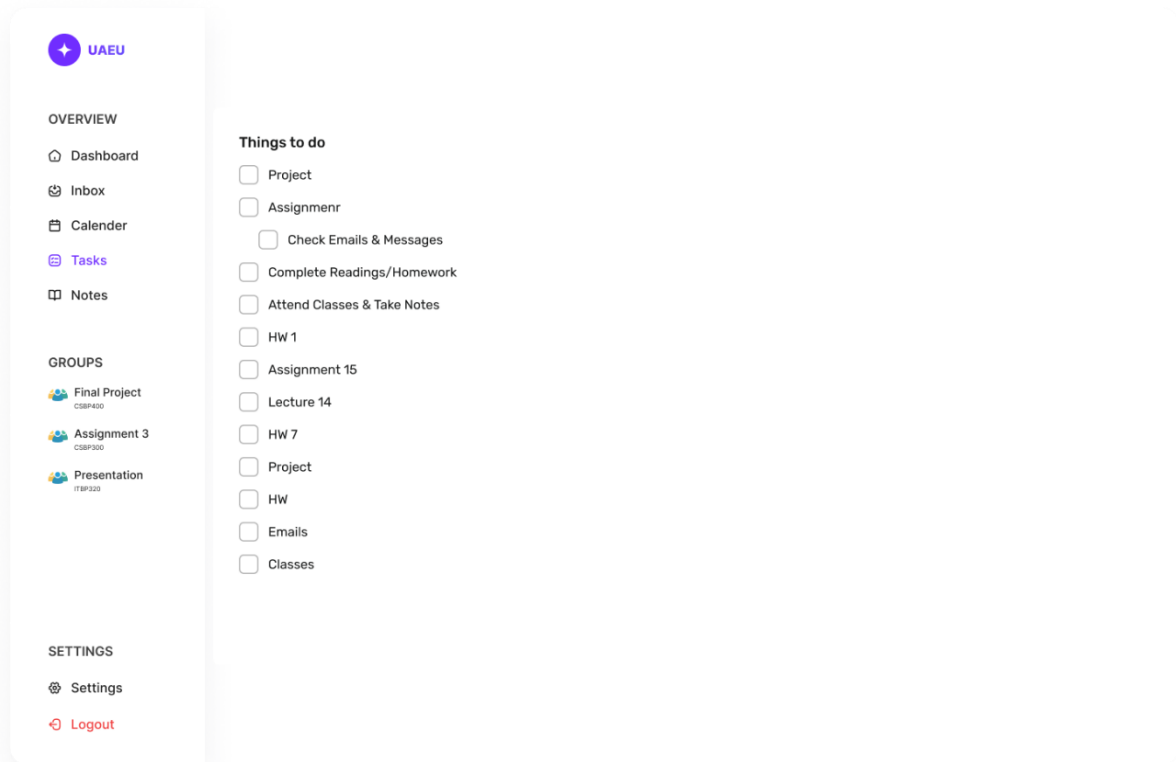 UAEU
OVERVIEW
Dashboard
Inbox
Calender
Tasks
Notes
GROUPS
Final Project
CSBP400
Assignment 3
CSBP300
Presentation
ITBP320
SETTINGS
Settings
Logout
Things to do
Project
Assignmenr
Check Emails & Messages
Complete Readings/Homework
Attend Classes & Take Notes
HW 1
Assignment 15
Lecture 14
HW 7
Project
HW
Emails
Classes